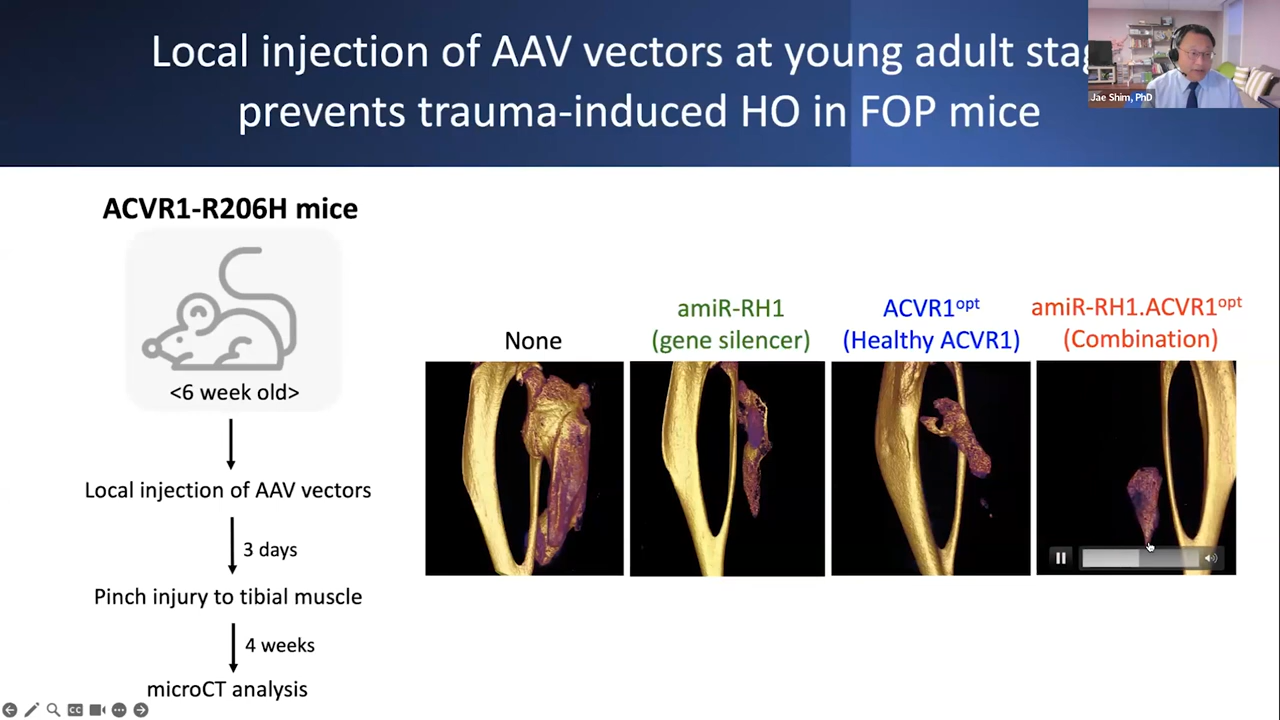 Local injection of AAV vectors at young adult
prevents trauma-induced HO in FOP mice
Jae Shim, PhD
ACVR1-R206H mice
<6 week old>
Local injection of AAV vectors
3 days
Pinch injury to tibial muscle
4 weeks
microCT analysis
None
amiR-RH1
(gene silencer)
ACVR1opt
(Healthy ACVR1)
amiR-RH1.ACVR1opt
(Combination)
CC